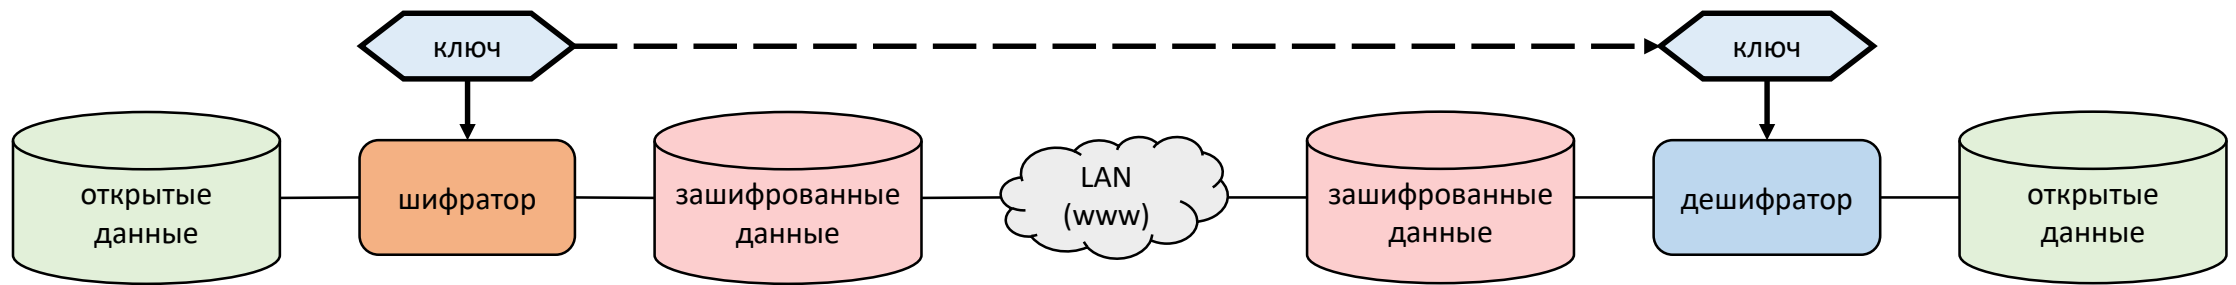 ключ
ключ
открытые
данные
шифратор
зашифрованные
данные
LAN
(www)
зашифрованные
данные
дешифратор
открытые
данные